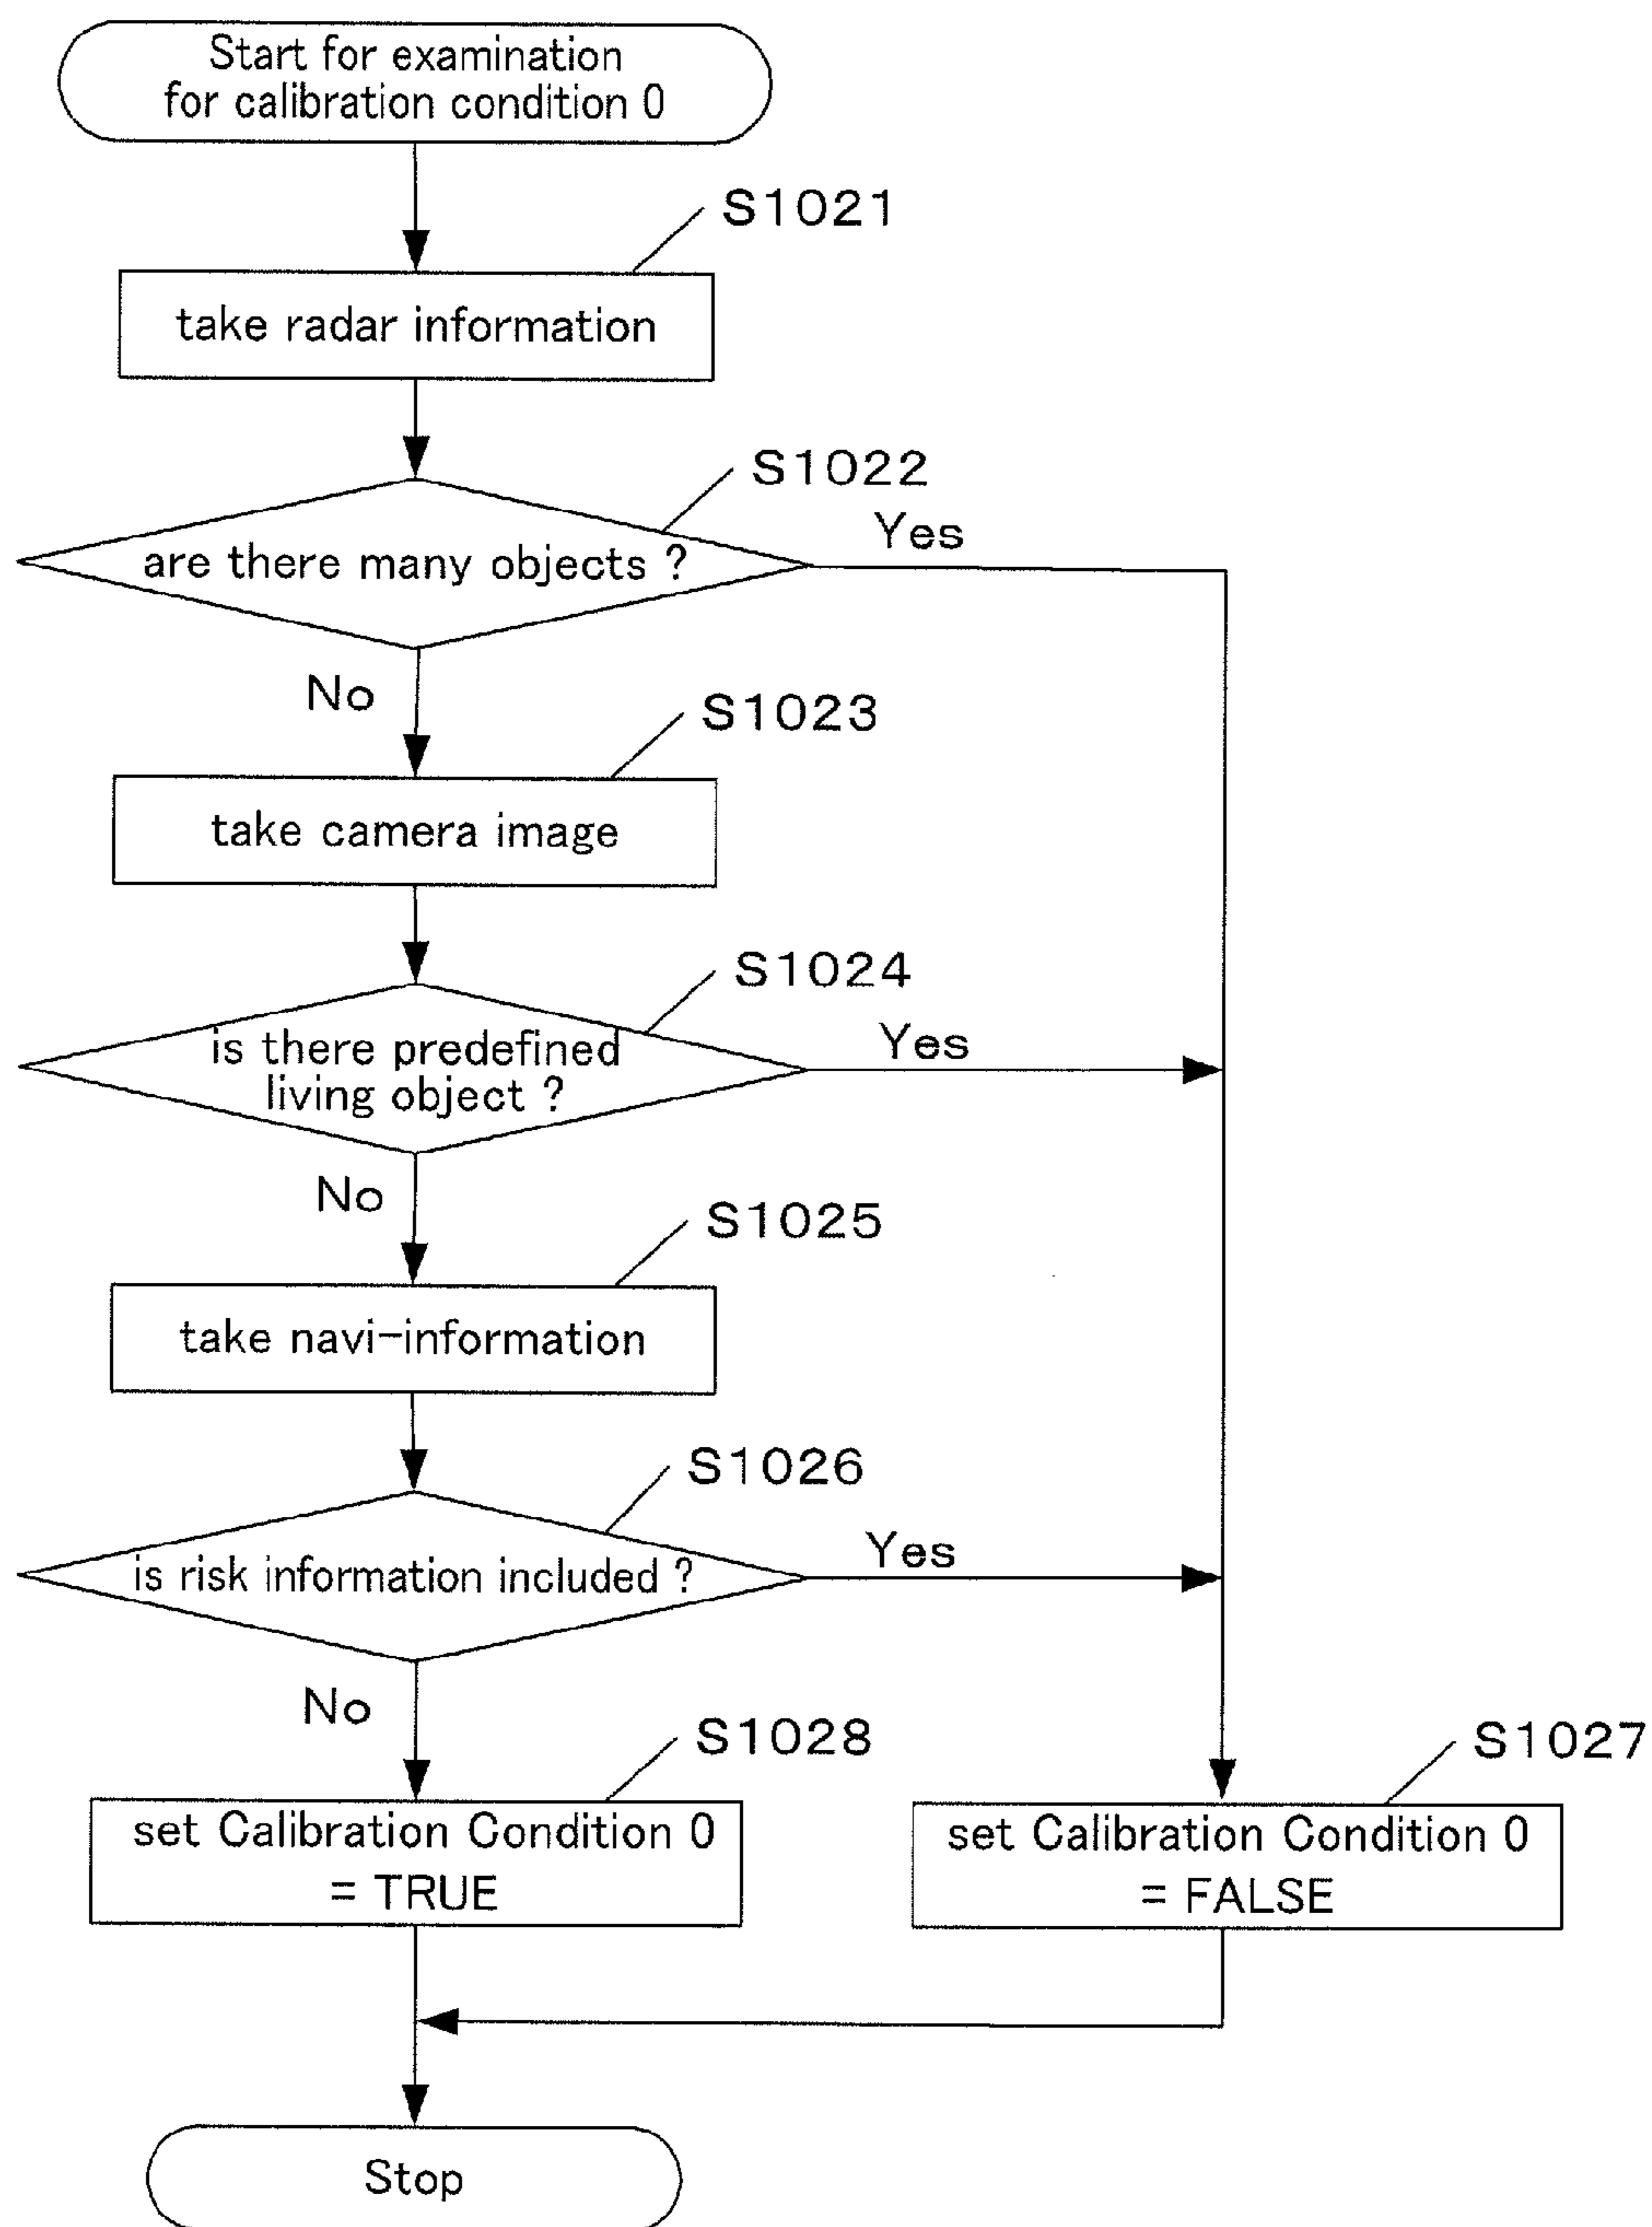 Start for examination
for calibration condition 0
S1021
take radar information
S1022
are there many objects ?
Yes
No
S1023
take camera image
S1024
is there predefined
living object ?
Yes
No
S1025
take navi-information
S1026
is risk information included ?
Yes
No
S1028
set Calibration Condition 0
= TRUE
S1027
set Calibration Condition 0
= FALSE
Stop